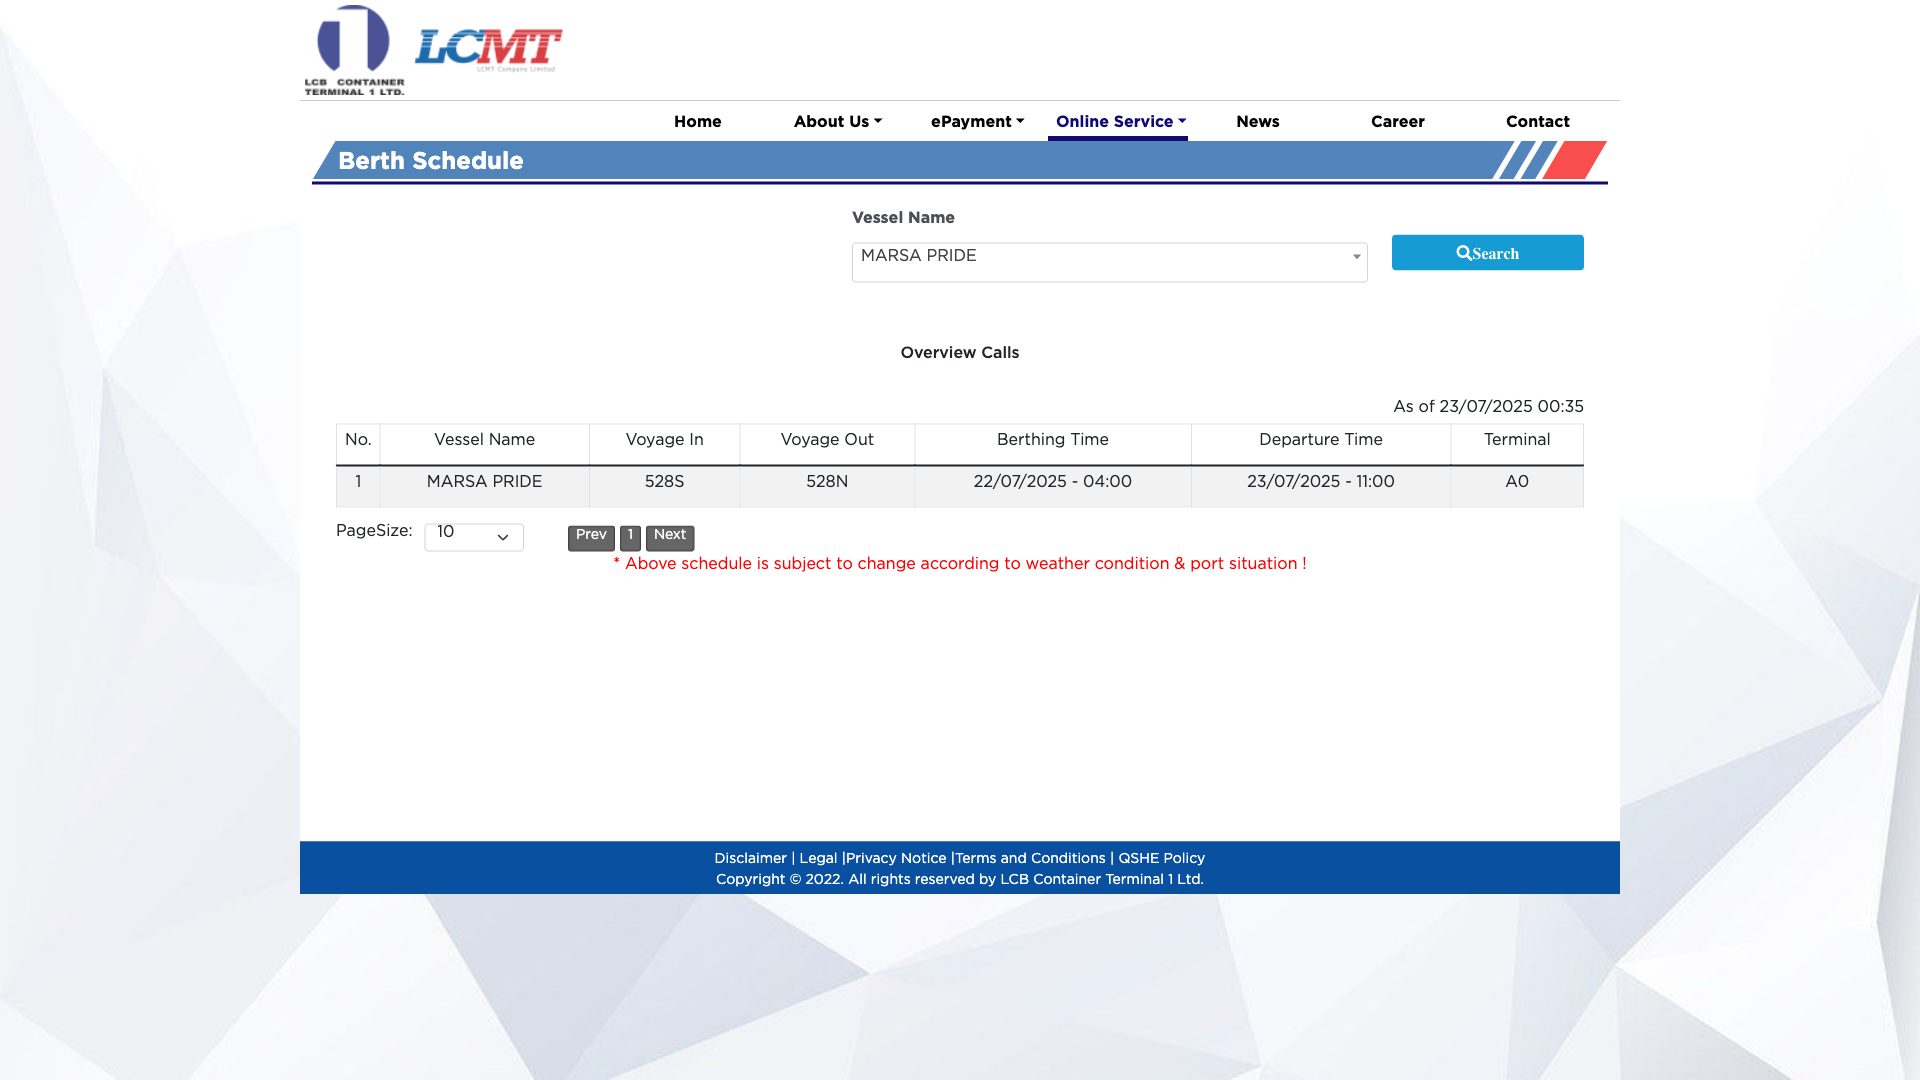 LCB CONTAINER
TERMINAL 1 LTD.
LCMT
LCMT Company Limited
Home About Us ePayment Online Service News Career Contact
Berth Schedule
Vessel Name
MARSA PRIDE
Search
Overview Calls
As of 23/07/2025 00:35
No. Vessel Name Voyage In Voyage Out Berthing Time Departure Time Terminal
1 MARSA PRIDE 528S 528N 22/07/2025 - 04:00 23/07/2025 - 11:00 A0
PageSize: 10 Prev 1 Next
* Above schedule is subject to change according to weather condition & port situation !
Disclaimer | Legal |Privacy Notice |Terms and Conditions | QSHE Policy
Copyright © 2022. All rights reserved by LCB Container Terminal 1 Ltd.